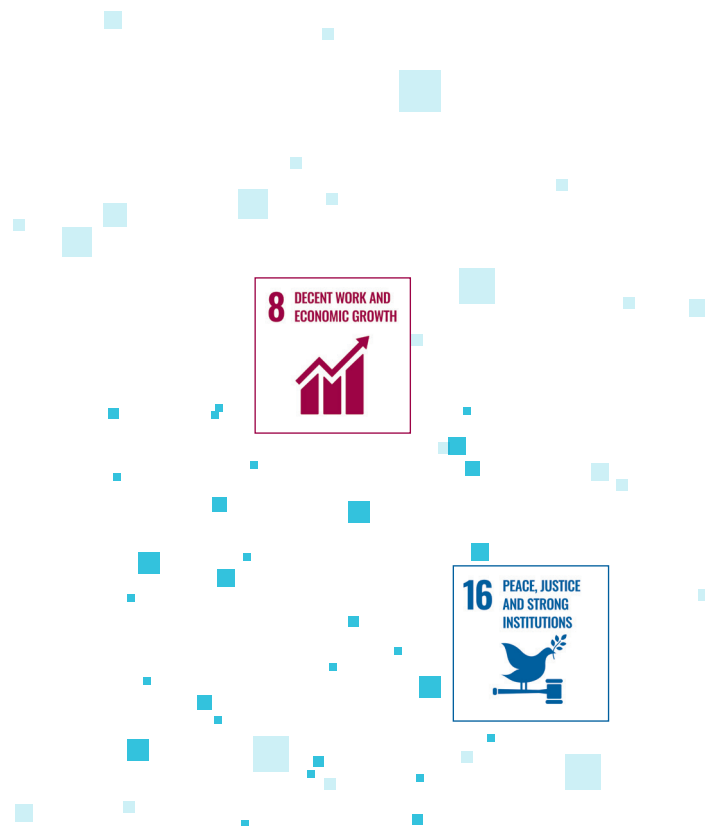 8 DECENT WORK AND
ECONOMIC GROWTH
16 PEACE, JUSTICE
AND STRONG
INSTITUTIONS